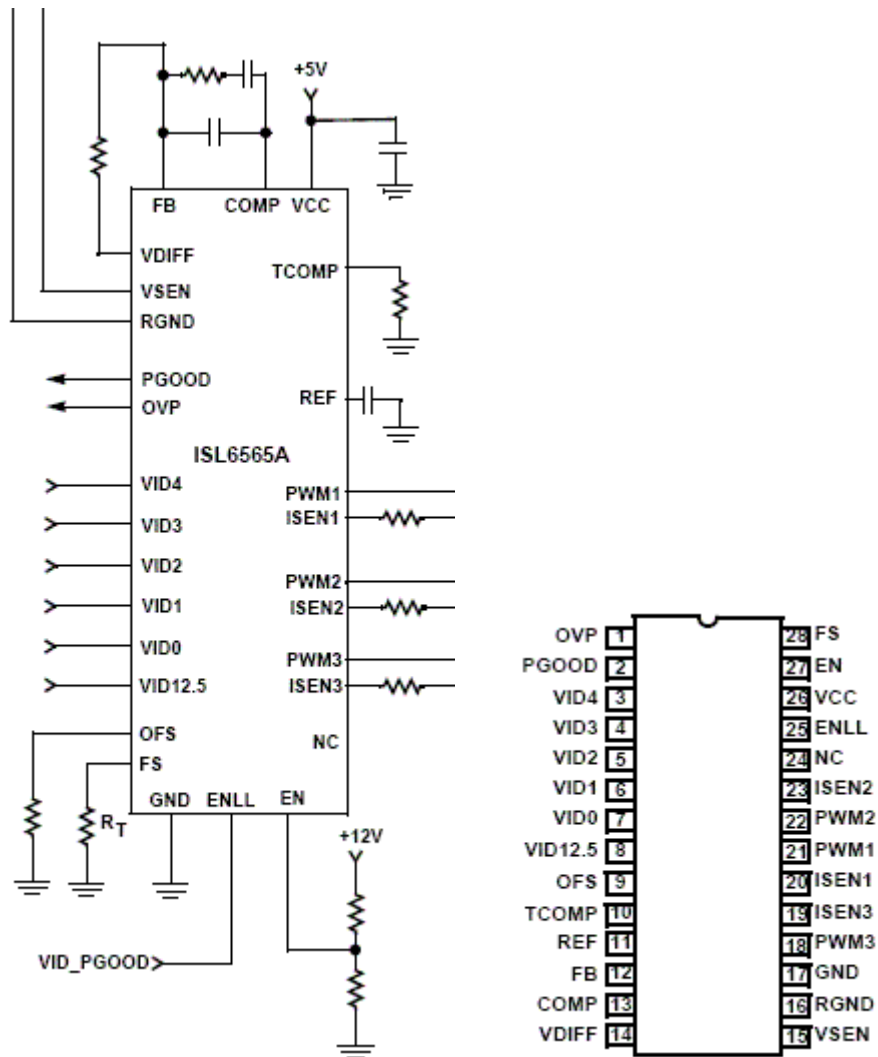 +5V
FB COMP VCC
VDIFF
TCOMP
VSEN
RGND
PGOOD
REF
OVP
ISL6565A
VID4
PWM1
ISEN1
VID3
VID2
PWM2
VID1
ISEN2
VID0
PWM3
VID12.5
ISEN3
OFS
NC
FS
GND ENLL EN
RT
+12V
VID_PGOOD
OVP 1 28 FS
PGOOD 2 27 EN
VID4 3 26 VCC
VID3 4 25 ENLL
VID2 5 24 NC
VID1 6 23 ISEN2
VID0 7 22 PWM2
VID12.5 8 21 PWM1
OFS 9 20 ISEN1
TCOMP 10 19 ISEN3
REF 11 18 PWM3
FB 12 17 GND
COMP 13 16 RGND
VDIFF 14 15 VSEN